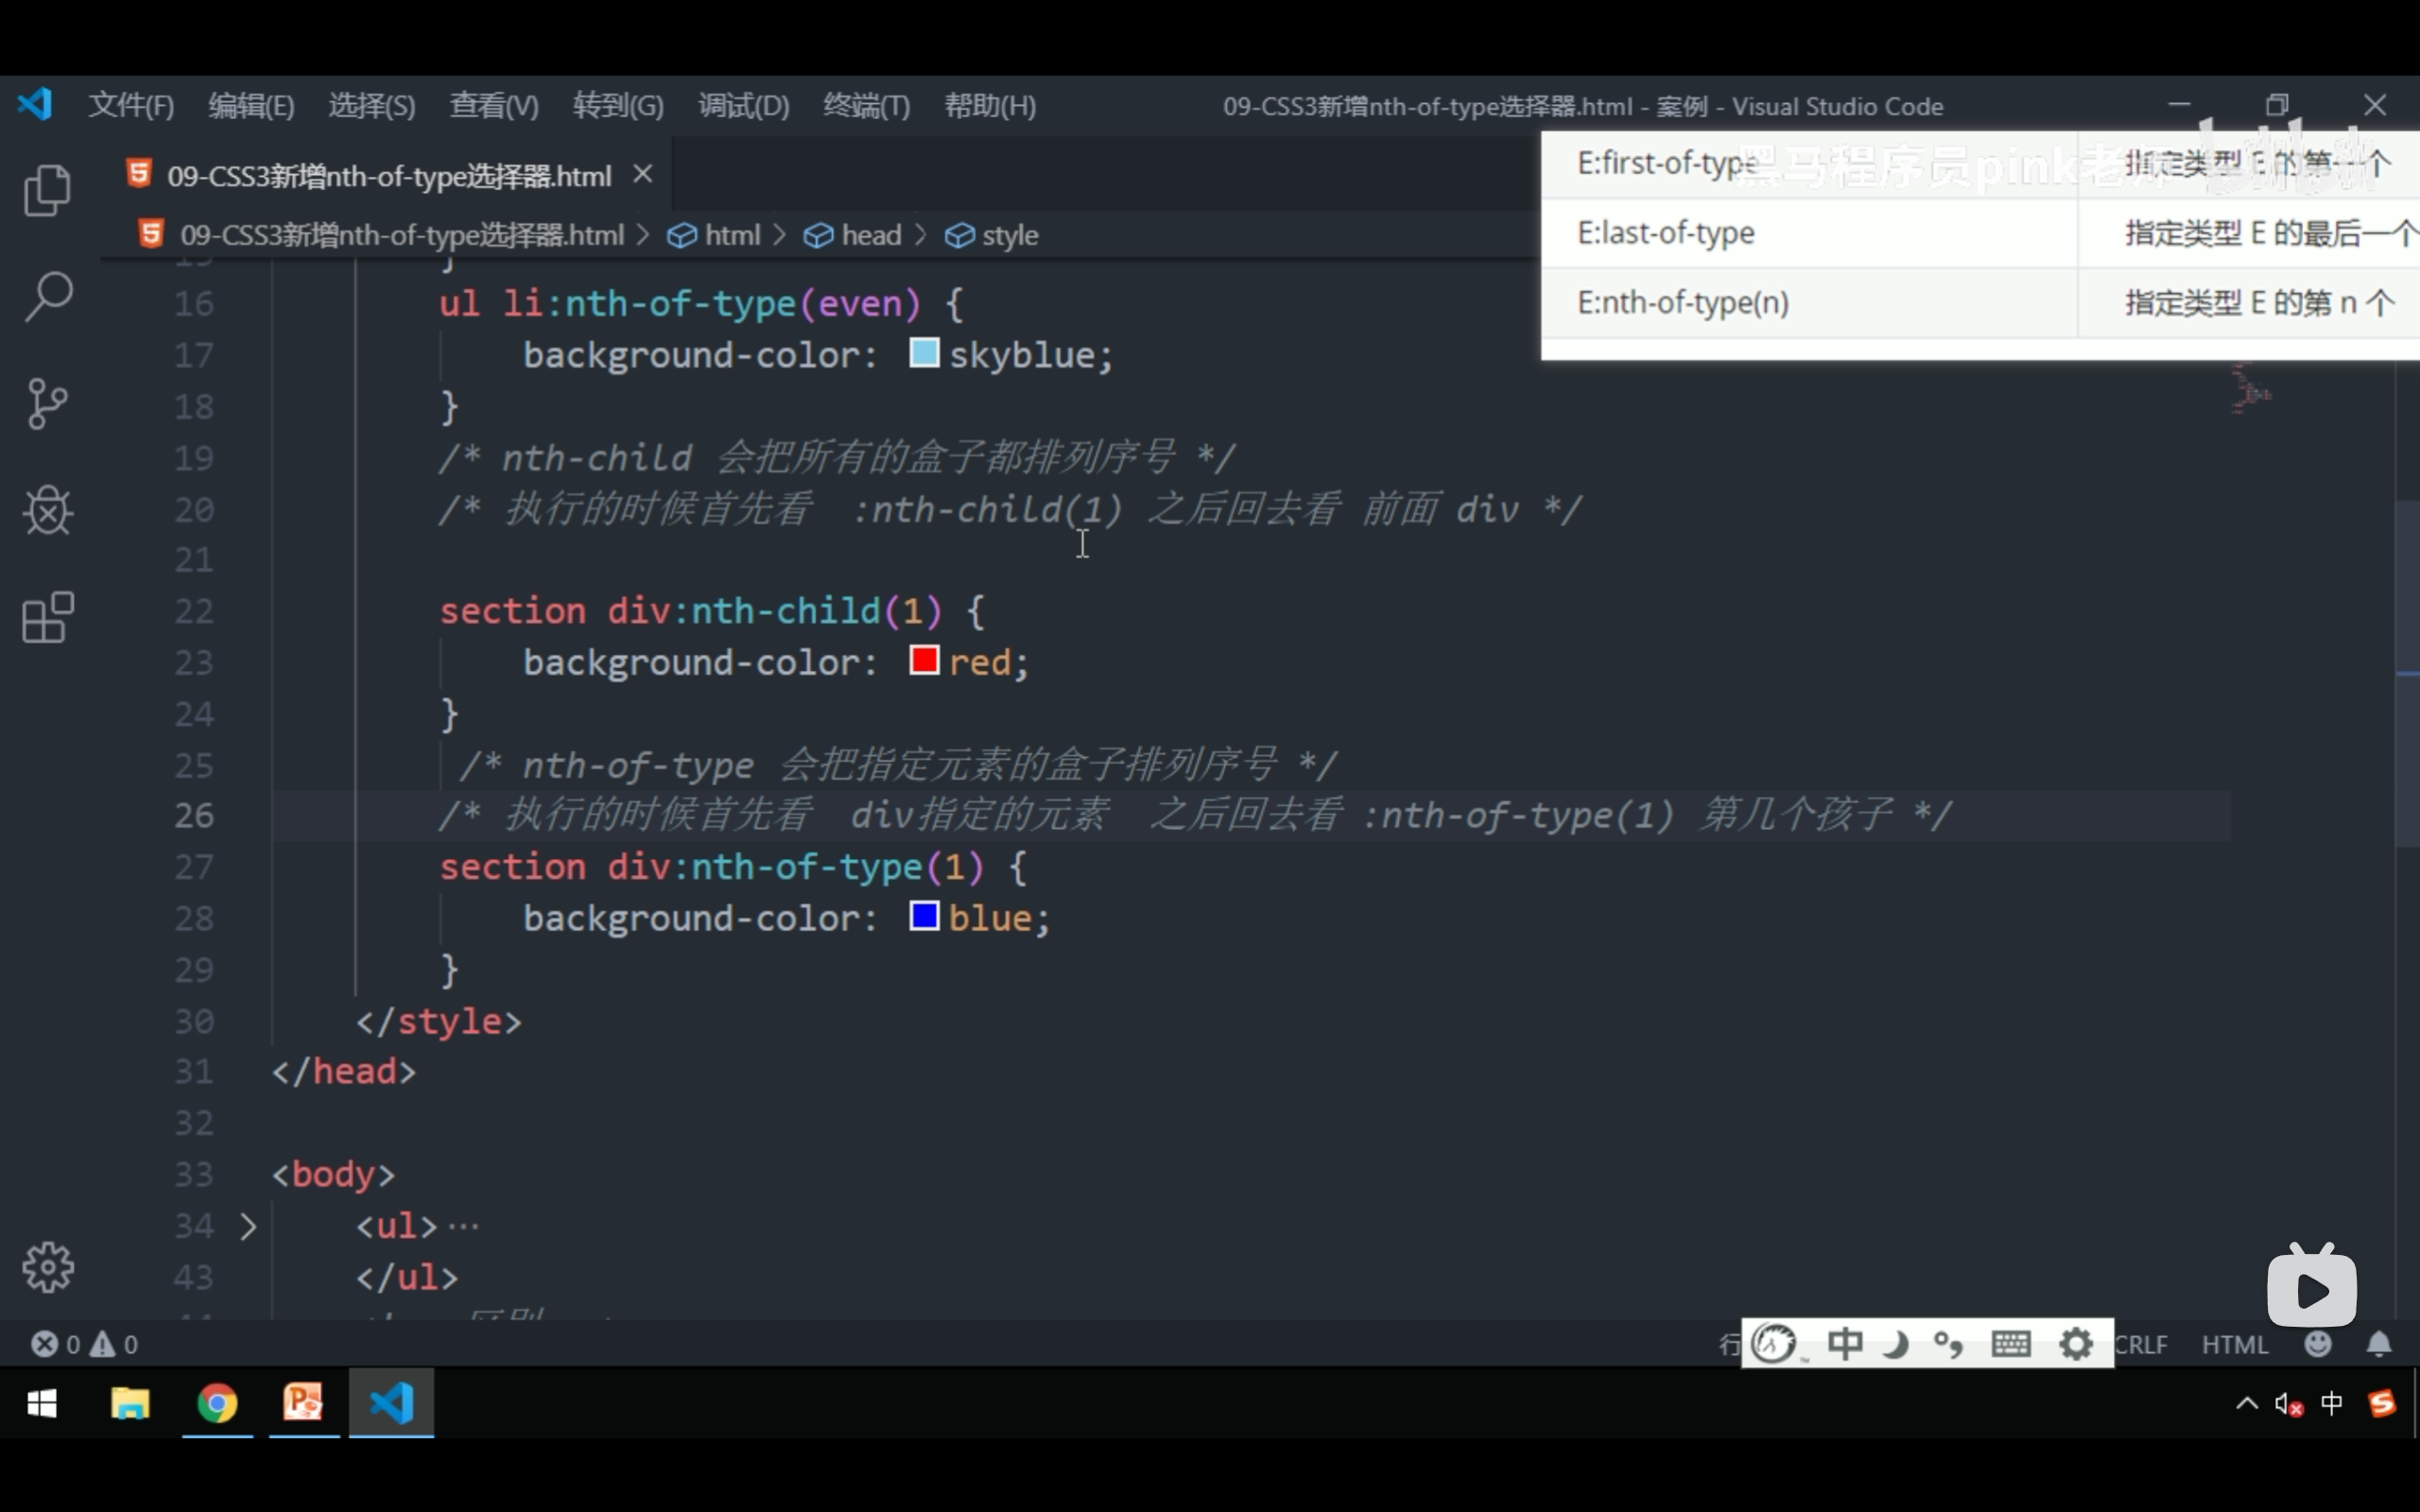 文件(F) 编辑(E) 选择(S) 查看(V) 转到(G) 调试(D) 终端(T) 帮助(H) 09-CSS3新增nth-of-type选择器.html - 案例 - Visual Studio Code
09-CSS3新增nth-of-type选择器.html
09-CSS3新增nth-of-type选择器.html > html > head > style
黑马程序员pink老师
bilibili
E:first-of-type 指定类型 E 的第一个
E:last-of-type 指定类型 E 的最后一个
E:nth-of-type(n) 指定类型 E 的第 n 个
15 }
16 ul li:nth-of-type(even) {
17 background-color: skyblue;
18 }
19 /* nth-child 会把所有的盒子都排列序号 */
20 /* 执行的时候首先看 :nth-child(1) 之后回去看 前面 div */
21
22 section div:nth-child(1) {
23 background-color: red;
24 }
25 /* nth-of-type 会把指定元素的盒子排列序号 */
26 /* 执行的时候首先看 div指定的元素 之后回去看 :nth-of-type(1) 第几个孩子 */
27 section div:nth-of-type(1) {
28 background-color: blue;
29 }
30 </style>
31 </head>
32
33 <body>
34 <ul>…
43 </ul>
0 0 行 中 CRLF HTML
中